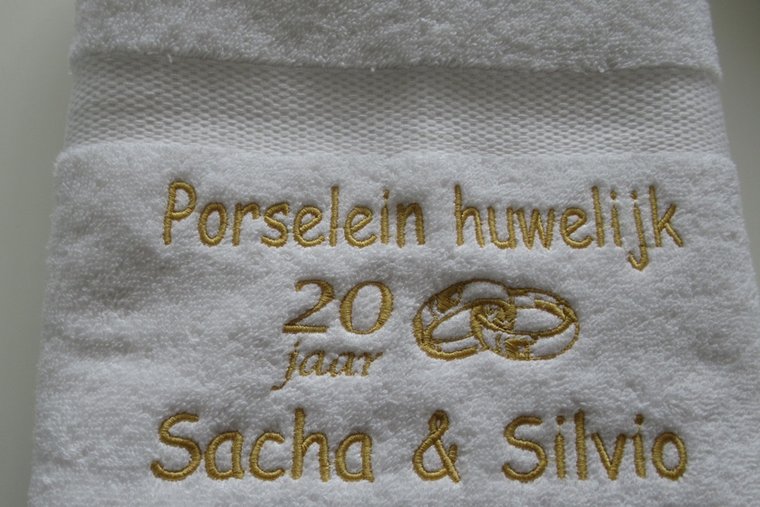 Porselein huwelijk
20
jaar
Sacha & Silvio